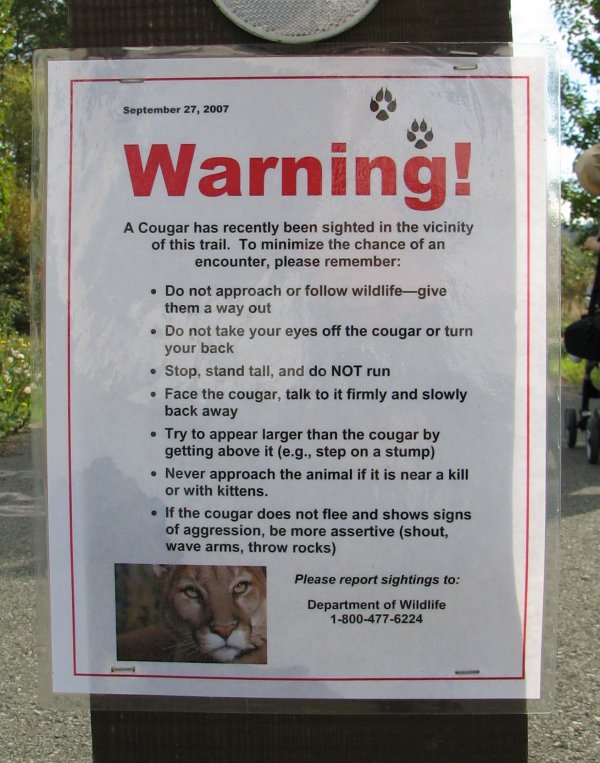 September 27, 2007
Warning!
A Cougar has recently been sighted in the vicinity
of this trail. To minimize the chance of an
encounter, please remember:
• Do not approach or follow wildlife—give
them a way out
• Do not take your eyes off the cougar or turn
your back
• Stop, stand tall, and do NOT run
• Face the cougar, talk to it firmly and slowly
back away
• Try to appear larger than the cougar by
getting above it (e.g., step on a stump)
• Never approach the animal if it is near a kill
or with kittens.
• If the cougar does not flee and shows signs
of aggression, be more assertive (shout,
wave arms, throw rocks)
Please report sightings to:
Department of Wildlife
1-800-477-6224